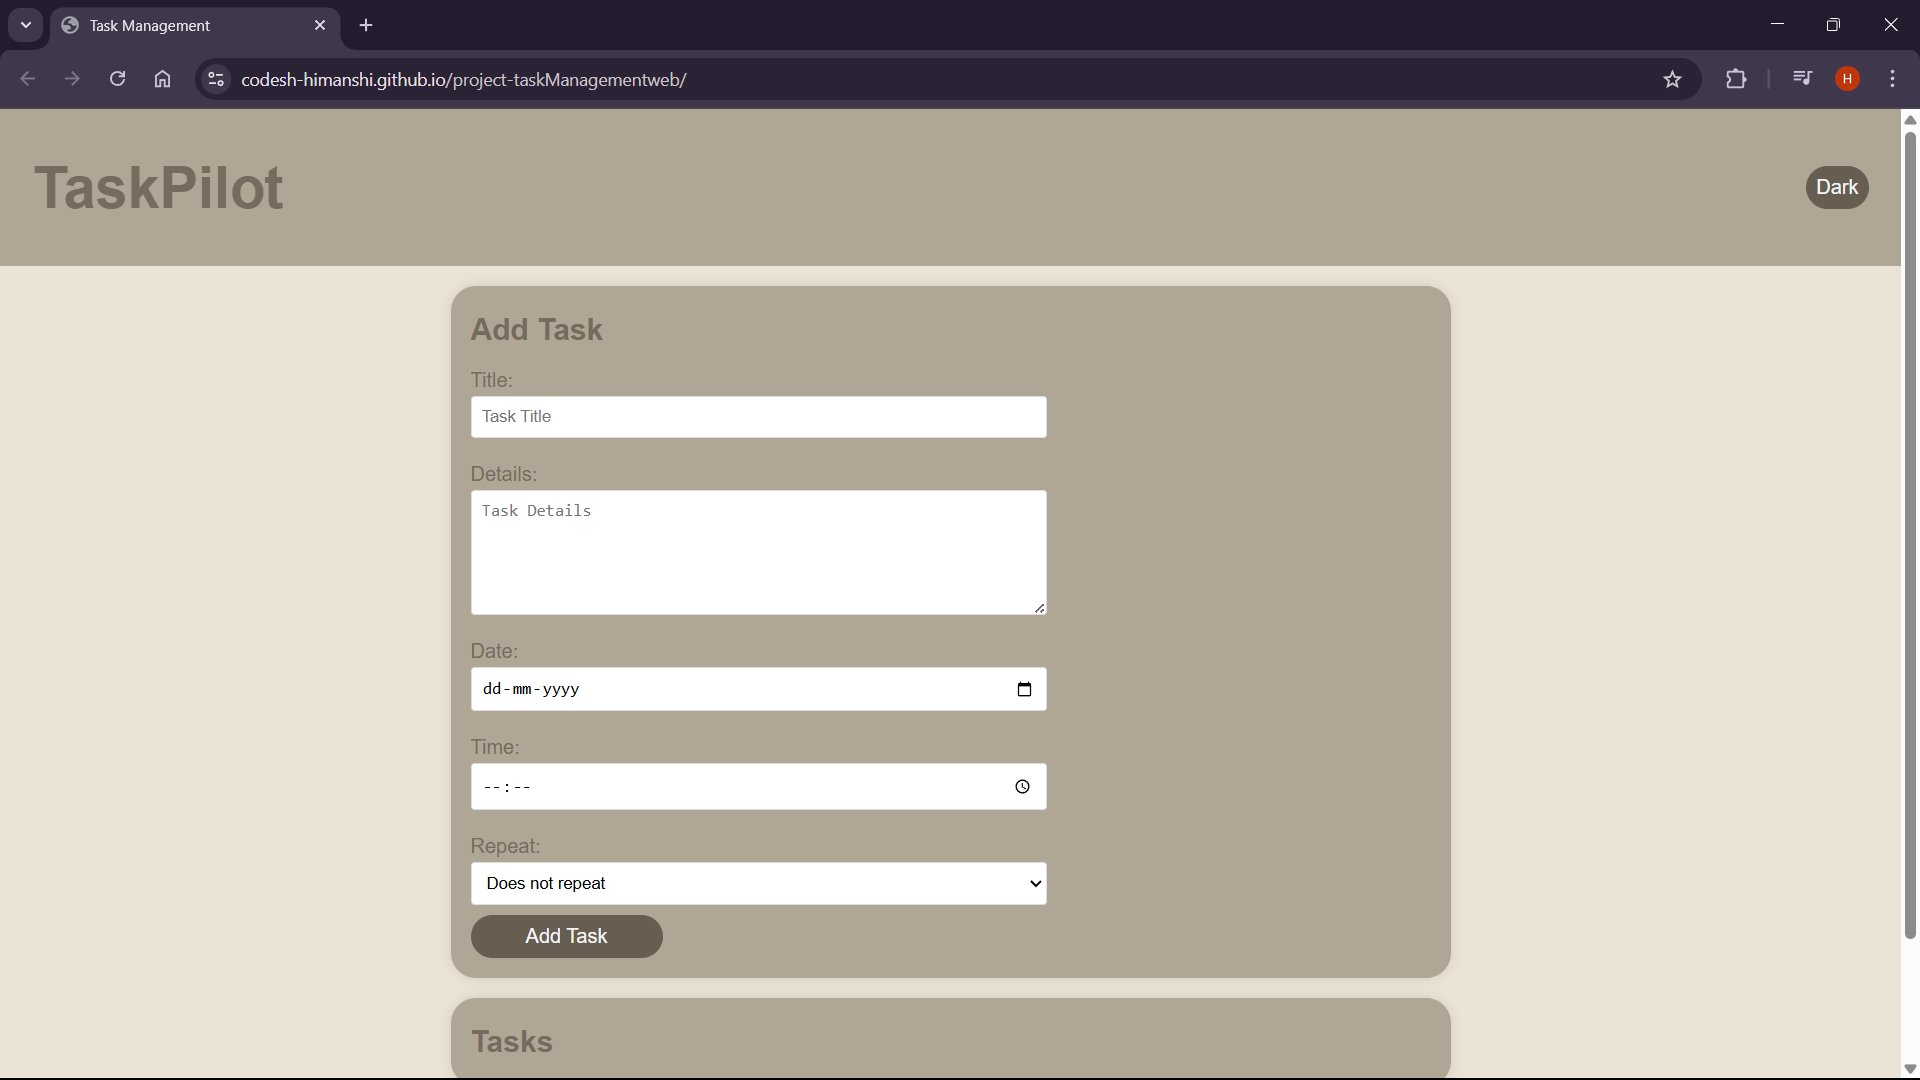 Task Management
codesh-himanshi.github.io/project-taskManagementweb/
H
TaskPilot
Dark
Add Task
Title:
Task Title
Details:
Task Details
Date:
dd-mm-yyyy
Time:
--:--
Repeat:
Does not repeat
Add Task
Tasks